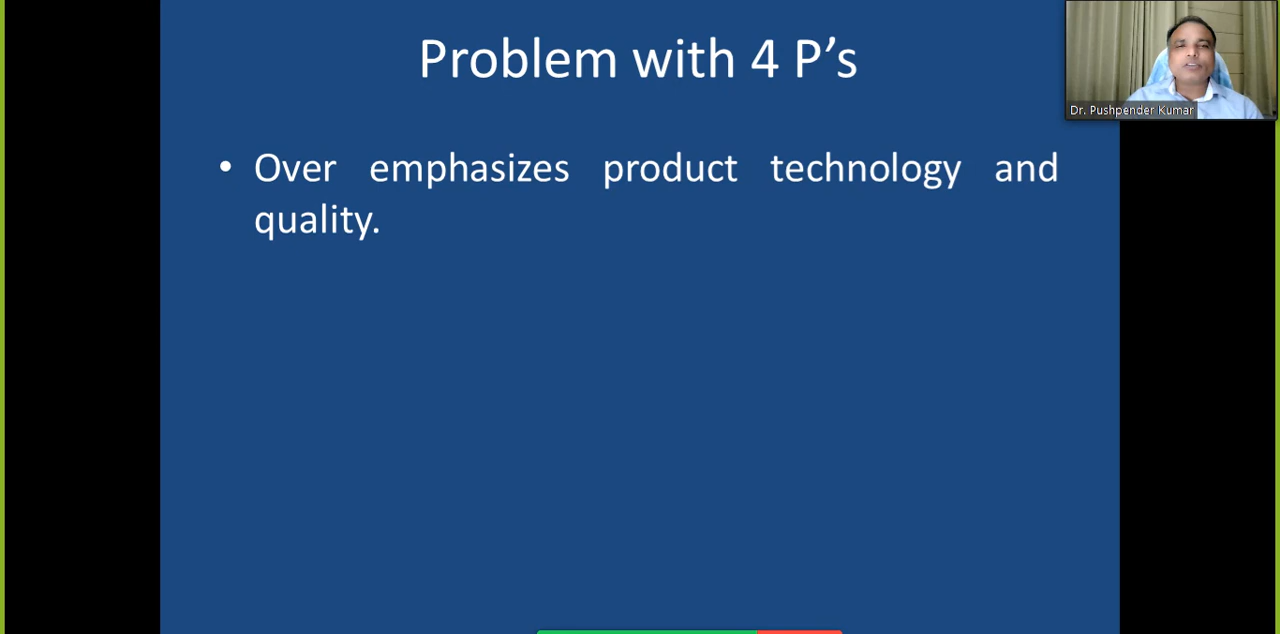 Problem with 4 P’s
Dr. Pushpender Kumar
• Over emphasizes product technology and
quality.